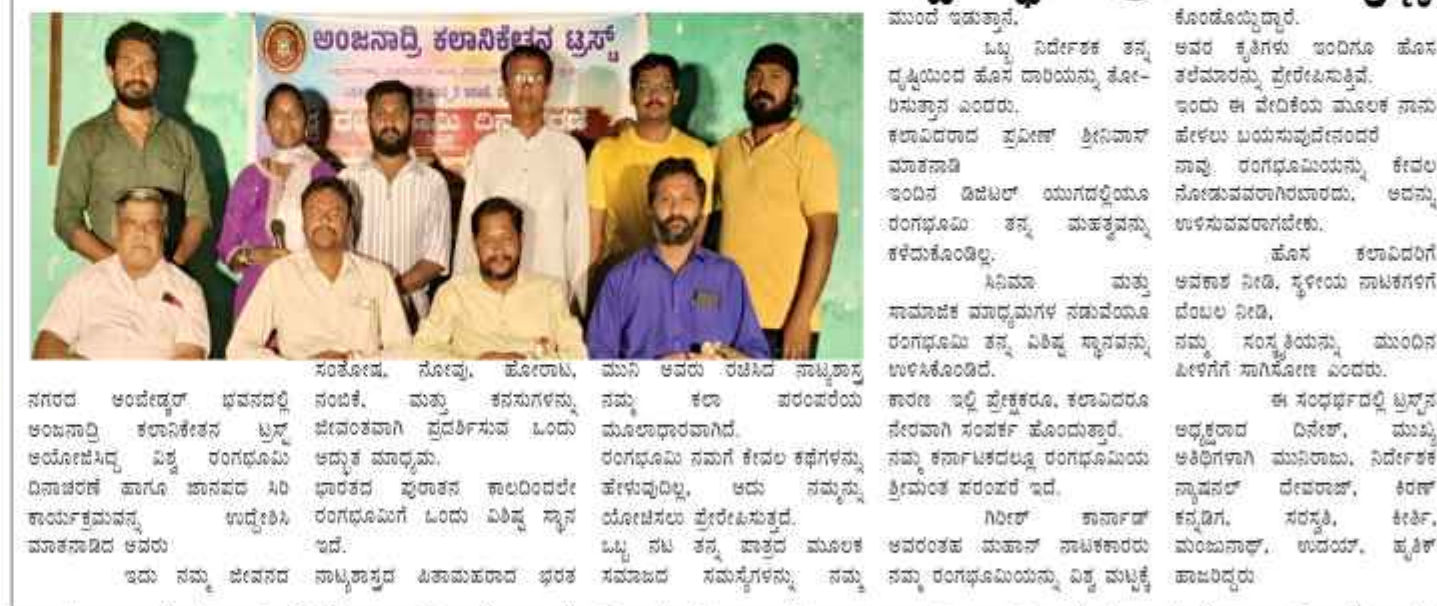 ಅಂಜನಾದ್ರಿ ಕಲಾನಿಕೇತನ ಟ್ರಸ್ಟ್
ನಗರದ ಅಂಬೇಡ್ಕರ್ ಭವನದಲ್ಲಿ
ಅಂಜನಾದ್ರಿ ಕಲಾನಿಕೇತನ ಟ್ರಸ್ಟ್
ಆಯೋಜಿಸಿದ್ದ ವಿಶ್ವ ರಂಗಭೂಮಿ
ದಿನಾಚರಣೆ ಹಾಗೂ ಜಾನಪದ ಸಿರಿ
ಕಾರ್ಯಕ್ರಮವನ್ನ ಉದ್ದೇಶಿಸಿ
ಮಾತನಾಡಿದ ಅವರು
ಇದು ನಮ್ಮ ಜೀವನದ
ಸಂತೋಷ, ನೋವು, ಹೋರಾಟ,
ನಂಬಿಕೆ, ಮತ್ತು ಕನಸುಗಳನ್ನು
ಜೀವಂತವಾಗಿ ಪ್ರದರ್ಶಿಸುವ ಒಂದು
ಅದ್ಭುತ ಮಾಧ್ಯಮ.
ಭಾರತದ ಪುರಾತನ ಕಾಲದಿಂದಲೇ
ರಂಗಭೂಮಿಗೆ ಒಂದು ವಿಶಿಷ್ಟ ಸ್ಥಾನ
ಇದೆ.
ನಾಟ್ಯಶಾಸ್ತ್ರದ ಪಿತಾಮಹರಾದ ಭರತ
ಮುನಿ ಅವರು ರಚಿಸಿದ ನಾಟ್ಯಶಾಸ್ತ್ರ
ನಮ್ಮ ಕಲಾ ಪರಂಪರೆಯ
ಮೂಲಾಧಾರವಾಗಿದೆ.
ರಂಗಭೂಮಿ ನಮಗೆ ಕೇವಲ ಕಥೆಗಳನ್ನು
ಹೇಳುವುದಿಲ್ಲ, ಅದು ನಮ್ಮನ್ನು
ಯೋಚಿಸಲು ಪ್ರೇರೇಪಿಸುತ್ತದೆ.
ಒಬ್ಬ ನಟ ತನ್ನ ಪಾತ್ರದ ಮೂಲಕ
ಸಮಾಜದ ಸಮಸ್ಯೆಗಳನ್ನು ನಮ್ಮ
ಮುಂದೆ ಇಡುತ್ತಾನೆ,
ಒಬ್ಬ ನಿರ್ದೇಶಕ ತನ್ನ
ದೃಷ್ಟಿಯಿಂದ ಹೊಸ ದಾರಿಯನ್ನು ತೋ-
ರಿಸುತ್ತಾನ ಎಂದರು.
ಕಲಾವಿದರಾದ ಪ್ರವೀಣ್ ಶ್ರೀನಿವಾಸ್
ಮಾತನಾಡಿ
ಇಂದಿನ ಡಿಜಿಟಲ್ ಯುಗದಲ್ಲಿಯೂ
ರಂಗಭೂಮಿ ತನ್ನ ಮಹತ್ವವನ್ನು
ಕಳೆದುಕೊಂಡಿಲ್ಲ.
ಸಿನಿಮಾ ಮತ್ತು
ಸಾಮಾಜಿಕ ಮಾಧ್ಯಮಗಳ ನಡುವೆಯೂ
ರಂಗಭೂಮಿ ತನ್ನ ವಿಶಿಷ್ಟ ಸ್ಥಾನವನ್ನು
ಉಳಿಸಿಕೊಂಡಿದೆ.
ಕಾರಣ ಇಲ್ಲಿ ಪ್ರೇಕ್ಷಕರೂ, ಕಲಾವಿದರೂ
ನೇರವಾಗಿ ಸಂಪರ್ಕ ಹೊಂದುತ್ತಾರೆ.
ನಮ್ಮ ಕರ್ನಾಟಕದಲ್ಲೂ ರಂಗಭೂಮಿಯ
ಶ್ರೀಮಂತ ಪರಂಪರೆ ಇದೆ.
ಗಿರೀಶ್ ಕಾರ್ನಾಡ್
ಅವರಂತಹ ಮಹಾನ್ ನಾಟಕಕಾರರು
ನಮ್ಮ ರಂಗಭೂಮಿಯನ್ನು ವಿಶ್ವ ಮಟ್ಟಕ್ಕೆ
ಕೊಂಡೊಯ್ದಿದ್ದಾರೆ.
ಅವರ ಕೃತಿಗಳು ಇಂದಿಗೂ ಹೊಸ
ತಲೆಮಾರನ್ನು ಪ್ರೇರೇಪಿಸುತ್ತಿವೆ.
ಇಂದು ಈ ವೇದಿಕೆಯ ಮೂಲಕ ನಾನು
ಹೇಳಲು ಬಯಸುವುದೇನಂದರೆ
ನಾವು ರಂಗಭೂಮಿಯನ್ನು ಕೇವಲ
ನೋಡುವವರಾಗಿರಬಾರದು, ಅದನ್ನು
ಉಳಿಸುವವರಾಗಬೇಕು.
ಹೊಸ ಕಲಾವಿದರಿಗೆ
ಅವಕಾಶ ನೀಡಿ, ಸ್ಥಳೀಯ ನಾಟಕಗಳಿಗೆ
ಬೆಂಬಲ ನೀಡಿ,
ನಮ್ಮ ಸಂಸ್ಕೃತಿಯನ್ನು ಮುಂದಿನ
ಪೀಳಿಗೆಗೆ ಸಾಗಿಸೋಣ ಎಂದರು.
ಈ ಸಂಧರ್ಭದಲ್ಲಿ ಟ್ರಸ್ಟ್‌ನ
ಅಧ್ಯಕ್ಷರಾದ ದಿನೇಶ್, ಮುಖ್ಯ
ಅತಿಥಿಗಳಾಗಿ ಮುನಿರಾಜು, ನಿರ್ದೇಶಕ
ನ್ಯಾಷನಲ್ ದೇವರಾಜ್, ಕಿರಣ್
ಕನ್ನಡಿಗ, ಸರಸ್ವತಿ, ಕೀರ್ತಿ,
ಮಂಜುನಾಥ್, ಉದಯ್, ಹೃತಿಕ್
ಹಾಜರಿದ್ದರು